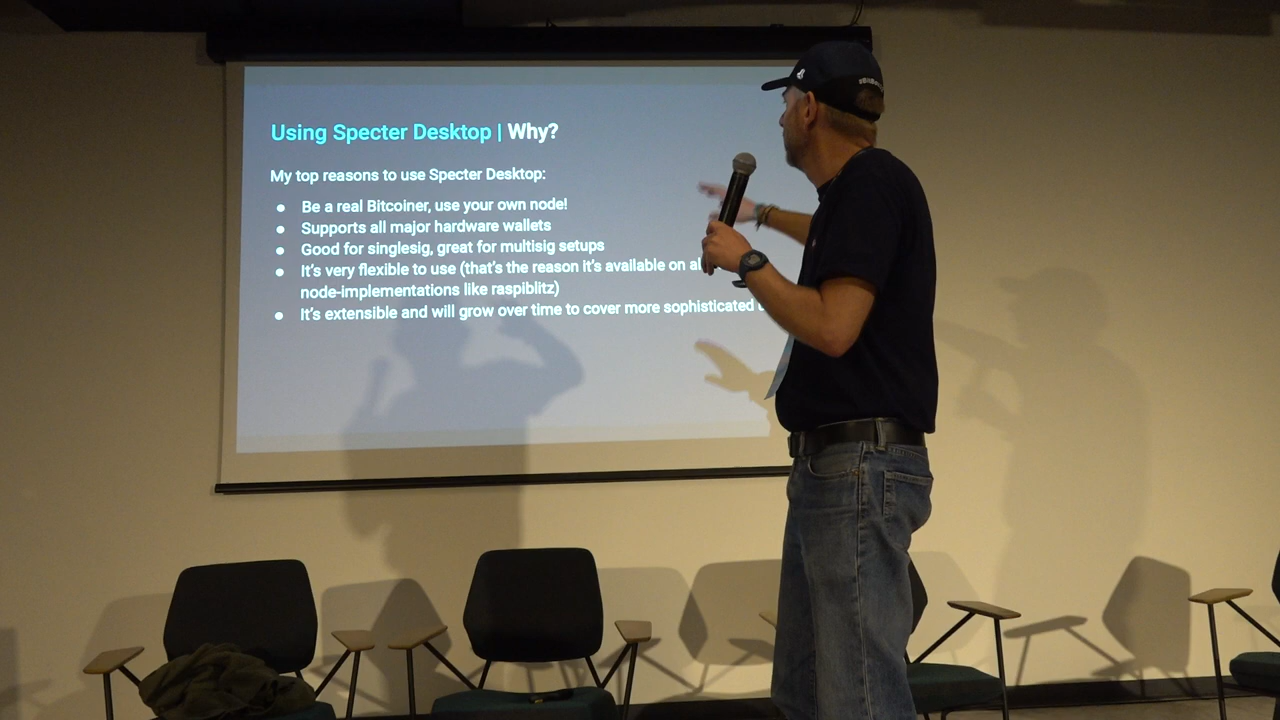 Using Specter Desktop | Why?
My top reasons to use Specter Desktop:
● Be a real Bitcoiner, use your own node!
● Supports all major hardware wallets
● Good for singlesig, great for multisig setups
● It's very flexible to use (that's the reason it's available on
node-implementations like raspiblitz)
● It's extensible and will grow over time to cover more sophisticated